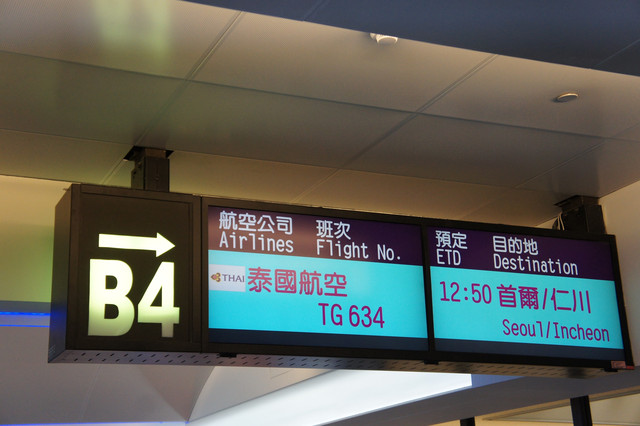 B4
航空公司 班次
Airlines Flight No.
THAI 泰國航空
TG 634
預定 目的地
ETD Destination
12:50 首爾/仁川
Seoul/Incheon